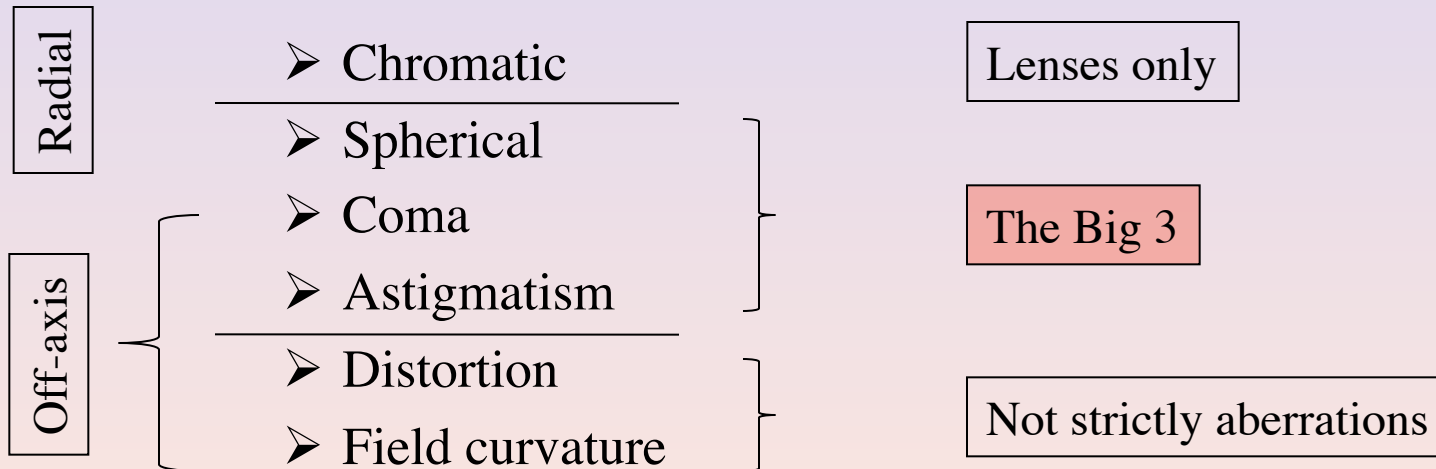 Radial
➢ Chromatic
Lenses only
➢ Spherical
➢ Coma
The Big 3
➢ Astigmatism
Off-axis
➢ Distortion
Not strictly aberrations
➢ Field curvature